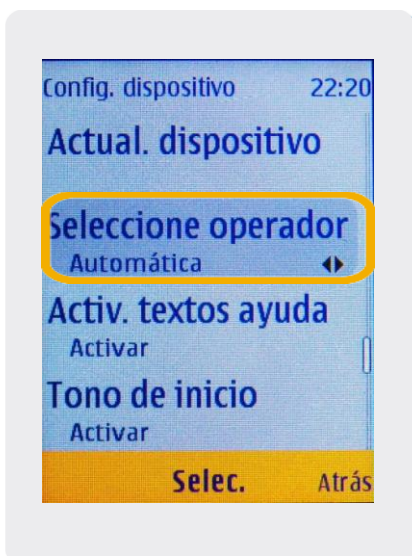 Config. dispositivo 22:20
Actual. dispositivo
Seleccione operador
Automática
Activ. textos ayuda
Activar
Tono de inicio
Activar
Selec. Atrás